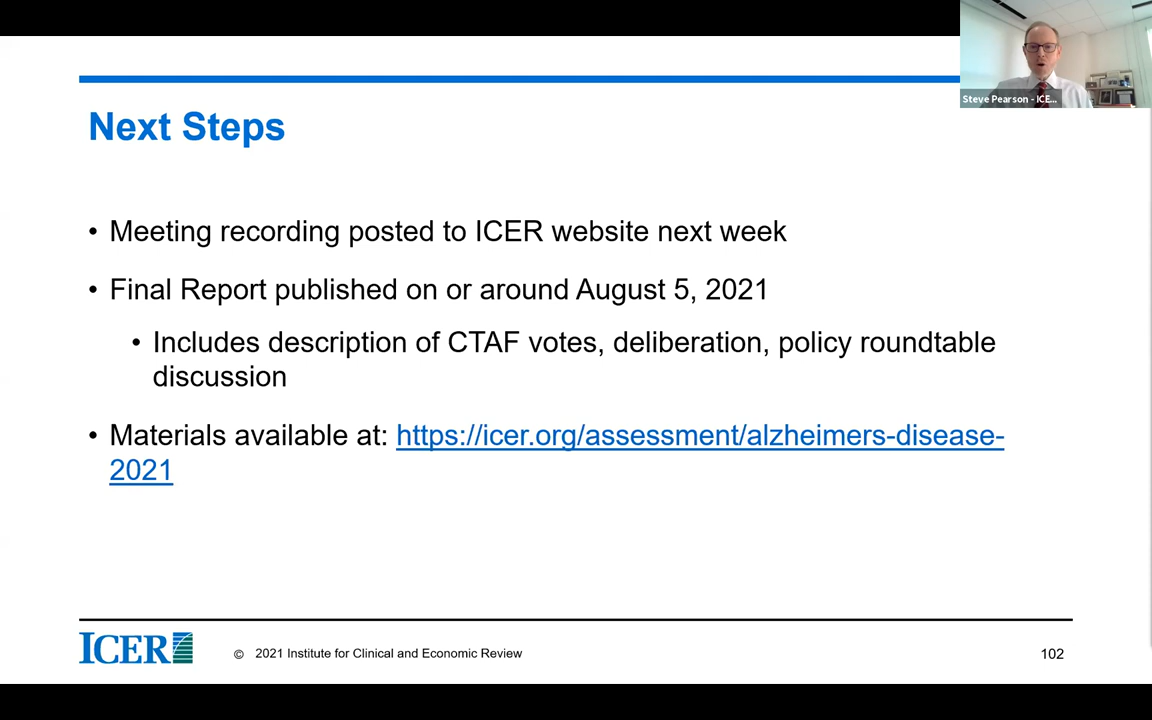 Steve Pearson - ICE...
Next Steps
• Meeting recording posted to ICER website next week
• Final Report published on or around August 5, 2021
• Includes description of CTAF votes, deliberation, policy roundtable
discussion
• Materials available at: https://icer.org/assessment/alzheimers-disease-
2021
ICER
© 2021 Institute for Clinical and Economic Review
102